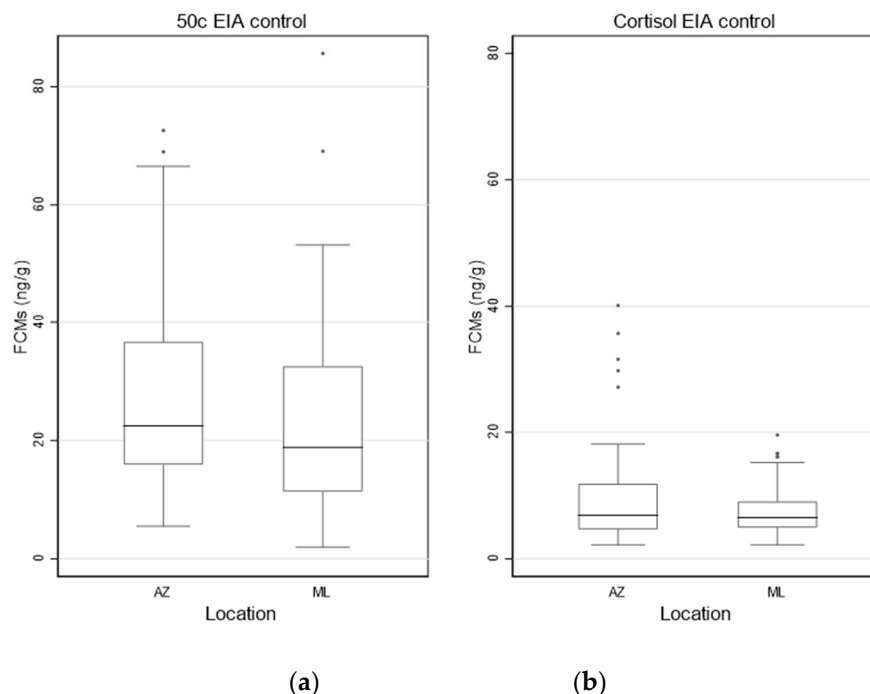 50c EIA control
FCMs (ng/g)
80
60
40
20
0
AZ ML
Location
(a)
Cortisol EIA control
FCMs (ng/g)
80
60
40
20
0
AZ ML
Location
(b)